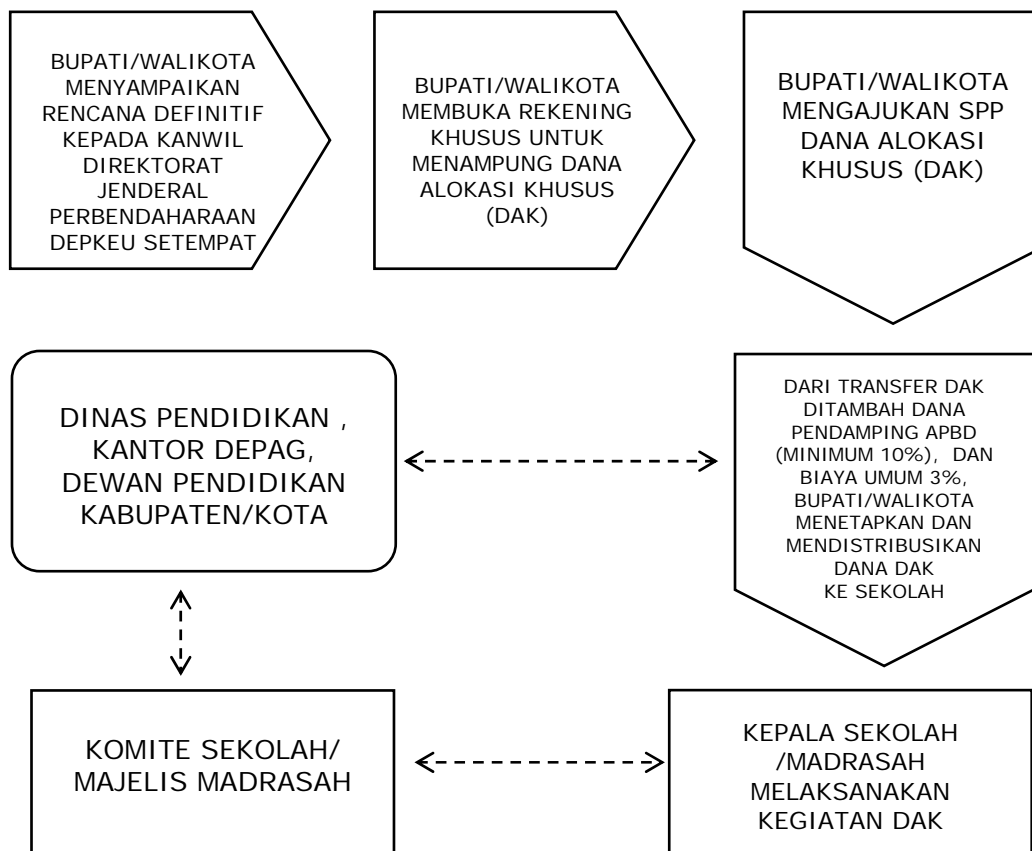 BUPATI/WALIKOTA
MENYAMPAIKAN
RENCANA DEFINITIF
KEPADA KANWIL
DIREKTORAT
JENDERAL
PERBENDAHARAAN
DEPKEU SETEMPAT
BUPATI/WALIKOTA
MEMBUKA REKENING
KHUSUS UNTUK
MENAMPUNG DANA
ALOKASI KHUSUS
(DAK)
BUPATI/WALIKOTA
MENGAJUKAN SPP
DANA ALOKASI
KHUSUS (DAK)
DINAS PENDIDIKAN ,
KANTOR DEPAG,
DEWAN PENDIDIKAN
KABUPATEN/KOTA
DARI TRANSFER DAK
DITAMBAH DANA
PENDAMPING APBD
(MINIMUM 10%), DAN
BIAYA UMUM 3%,
BUPATI/WALIKOTA
MENETAPKAN DAN
MENDISTRIBUSIKAN
DANA DAK
KE SEKOLAH
KOMITE SEKOLAH/
MAJELIS MADRASAH
KEPALA SEKOLAH
/MADRASAH
MELAKSANAKAN
KEGIATAN DAK